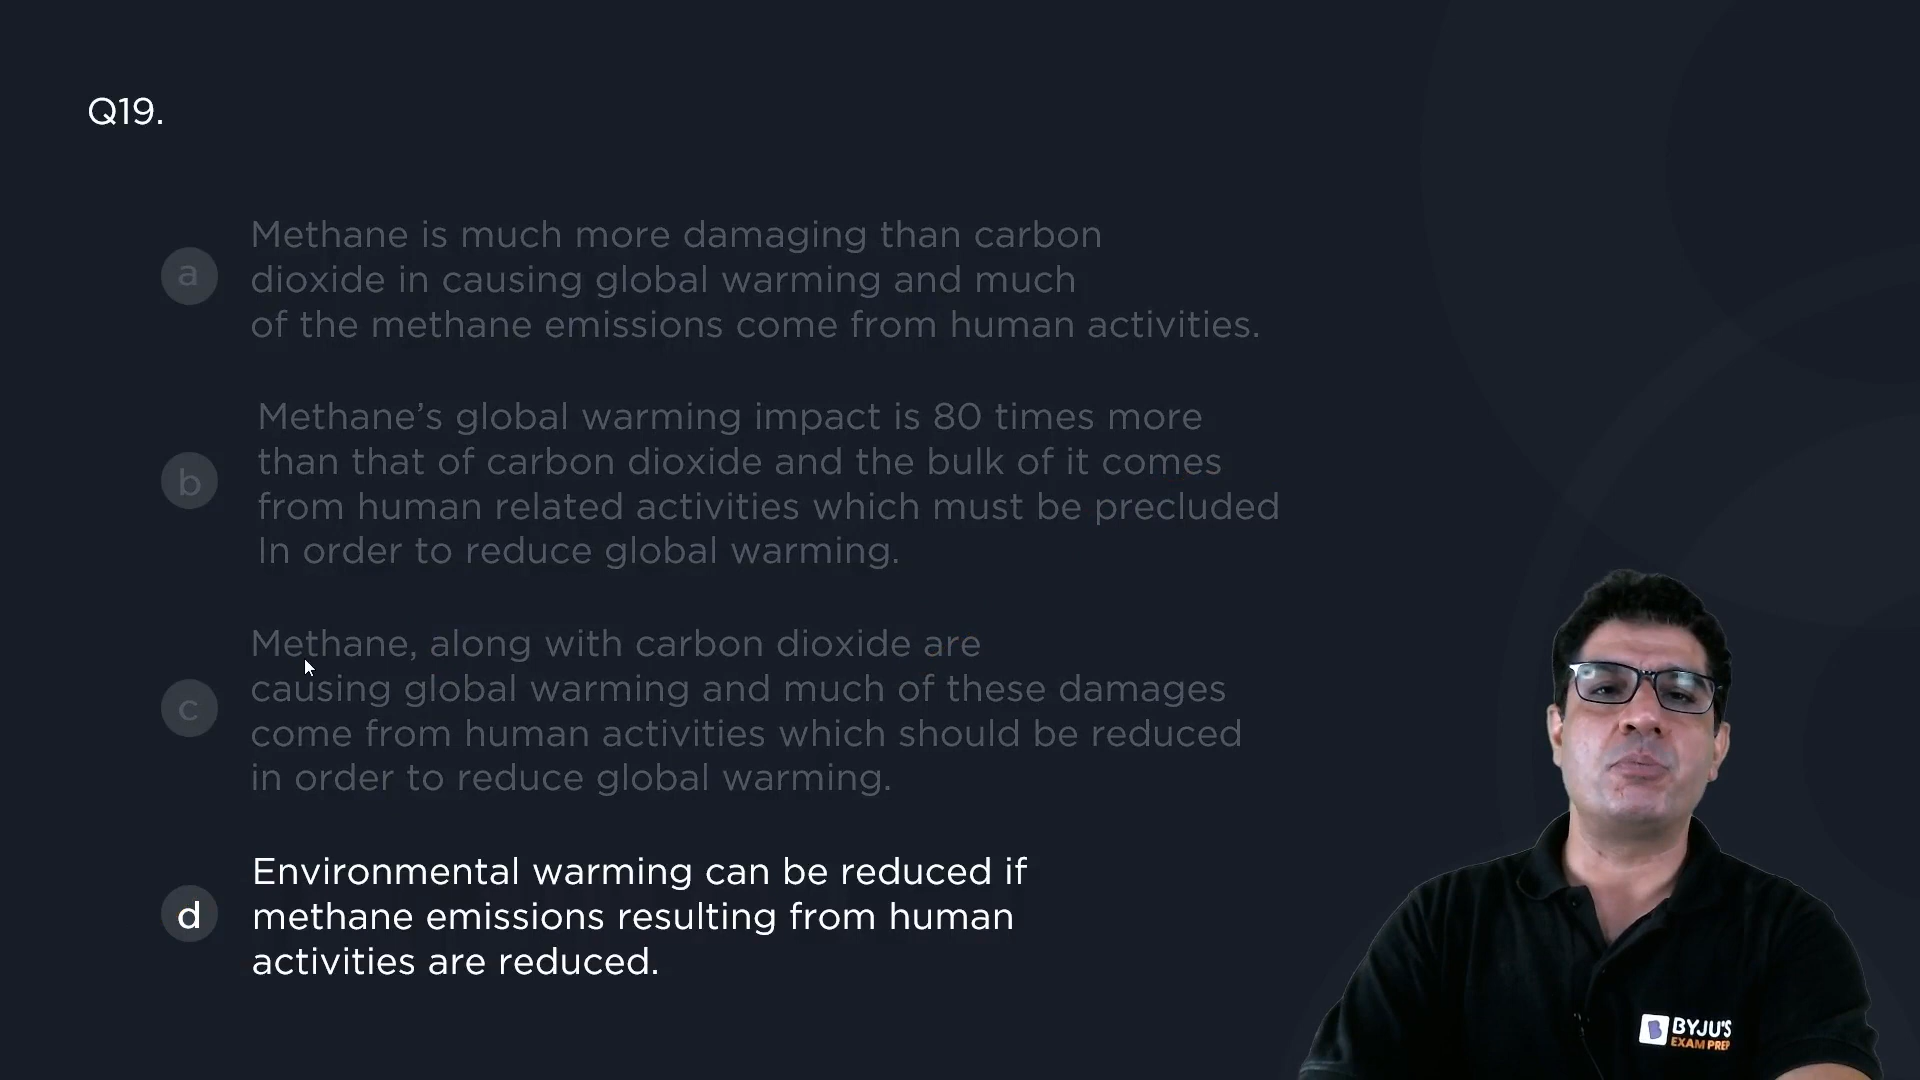 Q19.
a
Methane is much more damaging than carbon
dioxide in causing global warming and much
of the methane emissions come from human activities.
b
Methane’s global warming impact is 80 times more
than that of carbon dioxide and the bulk of it comes
from human related activities which must be precluded
In order to reduce global warming.
c
Methane, along with carbon dioxide are
causing global warming and much of these damages
come from human activities which should be reduced
in order to reduce global warming.
d
Environmental warming can be reduced if
methane emissions resulting from human
activities are reduced.
B BYJU'S
EXAM PREP